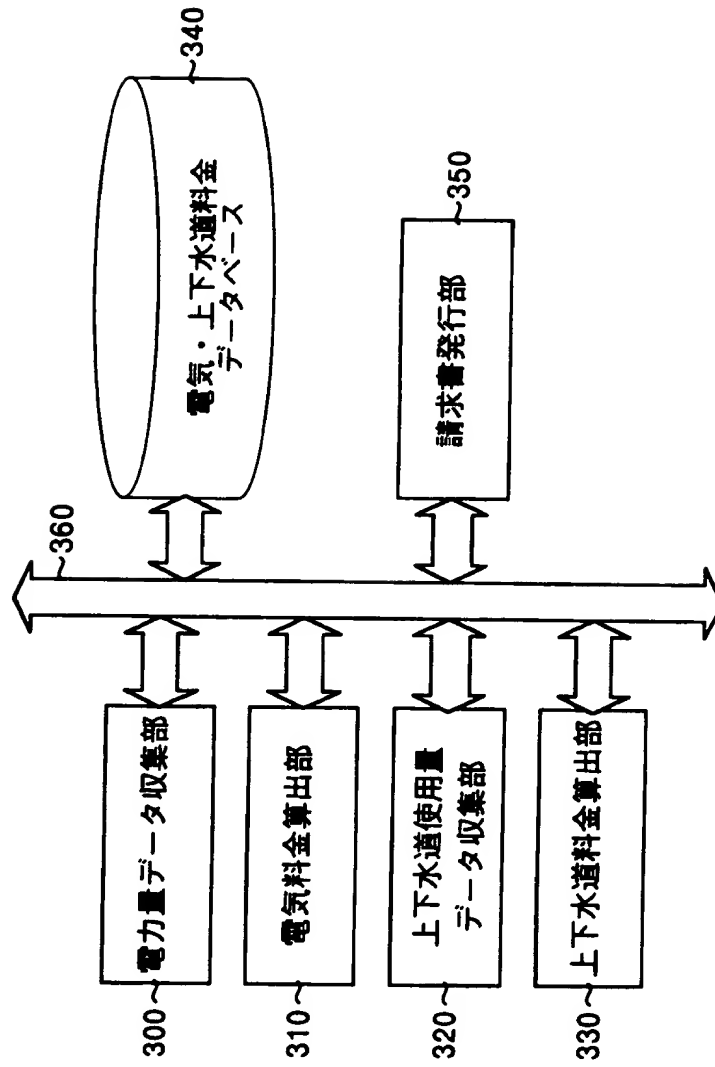 300
電力量データ収集部
310
電気料金算出部
320
上下水道使用量
データ収集部
330
上下水道料金算出部
360
340
電気・上下水道料金
データベース
350
請求書発行部